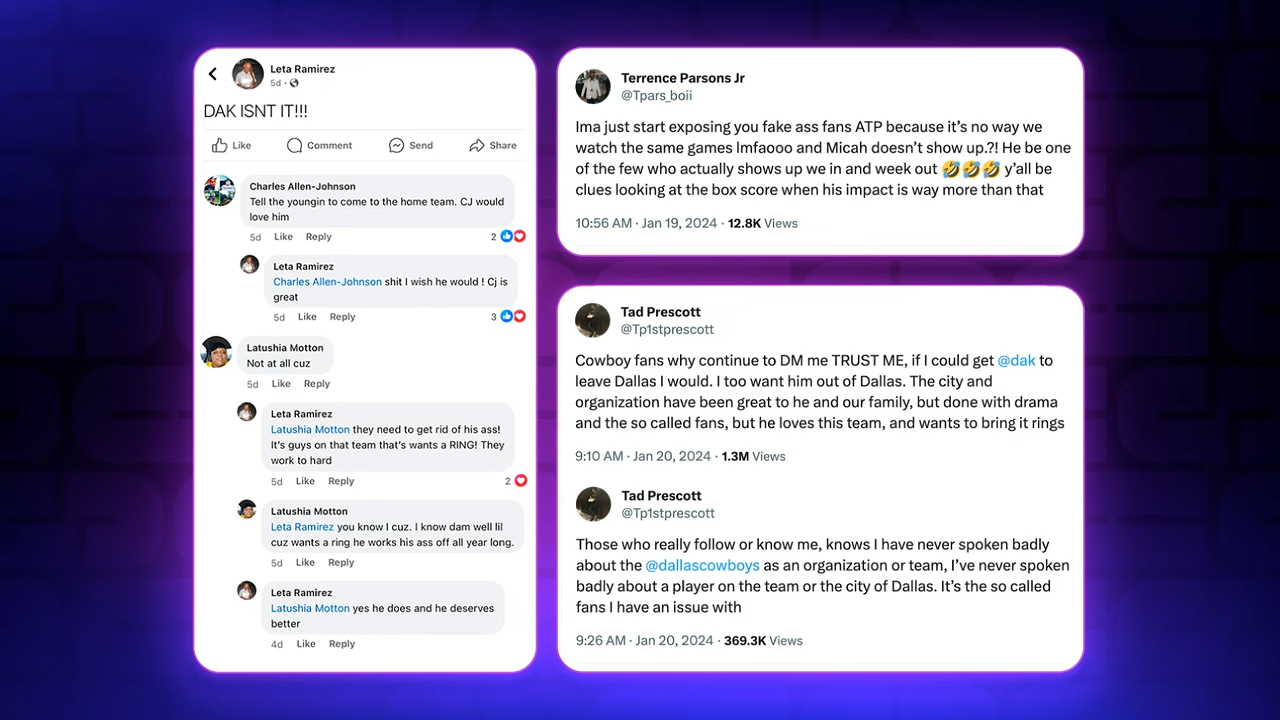 Leta Ramirez
5d ·
DAK ISNT IT!!!
Like Comment Send Share
Charles Allen-Johnson
Tell the youngin to come to the home team. CJ would
love him
5d Like Reply 2
Leta Ramirez
Charles Allen-Johnson shit I wish he would ! Cj is
great
5d Like Reply 3
Latushia Motton
Not at all cuz
5d Like Reply
Leta Ramirez
Latushia Motton they need to get rid of his ass!
It's guys on that team that's wants a RING! They
work to hard
5d Like Reply 2
Latushia Motton
Leta Ramirez you know I cuz. I know dam well lil
cuz wants a ring he works his ass off all year long.
5d Like Reply
Leta Ramirez
Latushia Motton yes he does and he deserves
better
4d Like Reply
Terrence Parsons Jr
@Tpars_boii
Ima just start exposing you fake ass fans ATP because it's no way we
watch the same games lmfaooo and Micah doesn't show up.?! He be one
of the few who actually shows up we in and week out 🤣🤣🤣 y'all be
clues looking at the box score when his impact is way more than that
10:56 AM · Jan 19, 2024 · 12.8K Views
Tad Prescott
@Tp1stprescott
Cowboy fans why continue to DM me TRUST ME, if I could get @dak to
leave Dallas I would. I too want him out of Dallas. The city and
organization have been great to he and our family, but done with drama
and the so called fans, but he loves this team, and wants to bring it rings
9:10 AM · Jan 20, 2024 · 1.3M Views
Tad Prescott
@Tp1stprescott
Those who really follow or know me, knows I have never spoken badly
about the @dallascowboys as an organization or team, I've never spoken
badly about a player on the team or the city of Dallas. It's the so called
fans I have an issue with
9:26 AM · Jan 20, 2024 · 369.3K Views